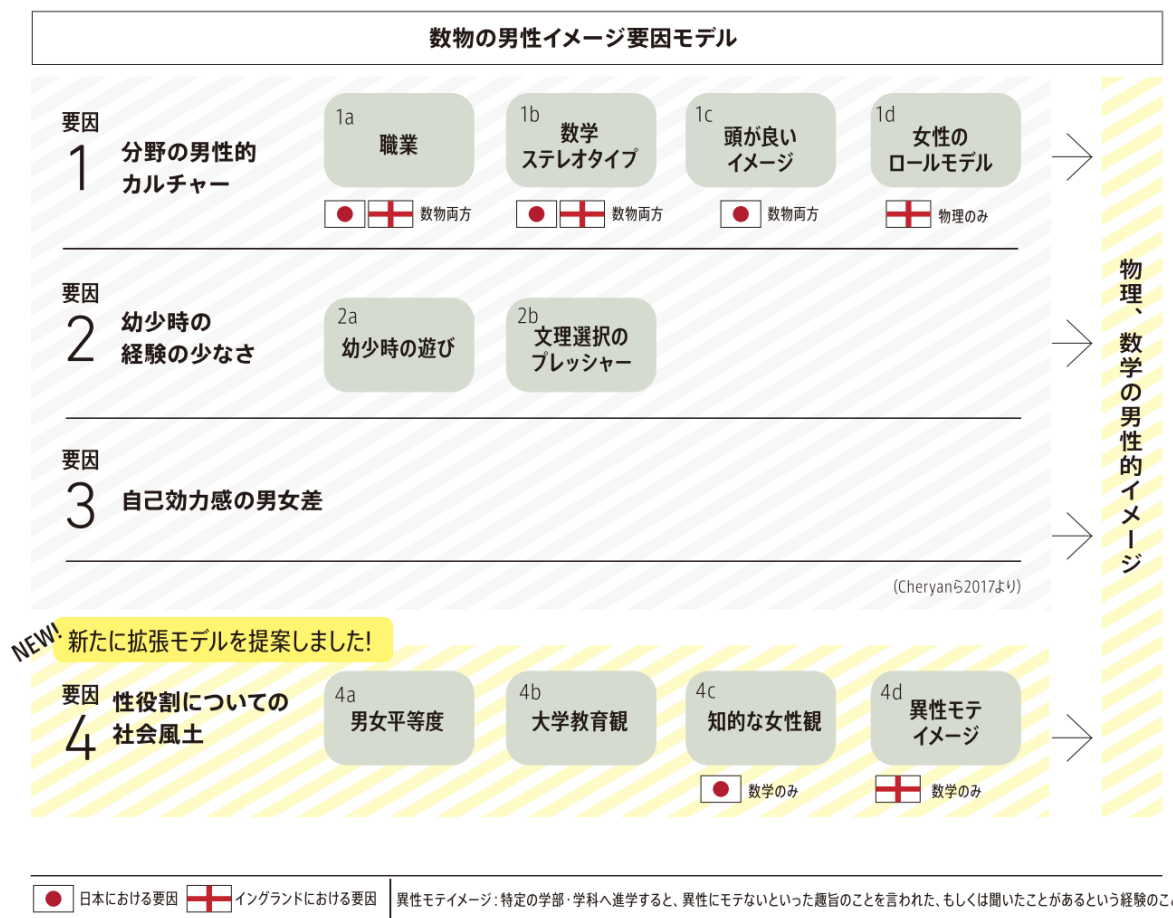 数物の男性イメージ要因モデル
要因
1
分野の男性的
カルチャー
1a
職業
数物両方
1b
数学
ステレオタイプ
数物両方
1c
頭が良い
イメージ
数物両方
1d
女性の
ロールモデル
物理のみ
要因
2
幼少時の
経験の少なさ
2a
幼少時の遊び
2b
文理選択の
プレッシャー
要因
3
自己効力感の男女差
(Cheryanら2017より)
物理、数学の男性的イメージ
NEW!
新たに拡張モデルを提案しました!
要因
4
性役割についての
社会風土
4a
男女平等度
4b
大学教育観
4c
知的な女性観
数学のみ
4d
異性モテ
イメージ
数学のみ
日本における要因
イングランドにおける要因
異性モテイメージ：特定の学部・学科へ進学すると、異性にモテないといった趣旨のことを言われた、もしくは聞いたことがあるという経験のこ